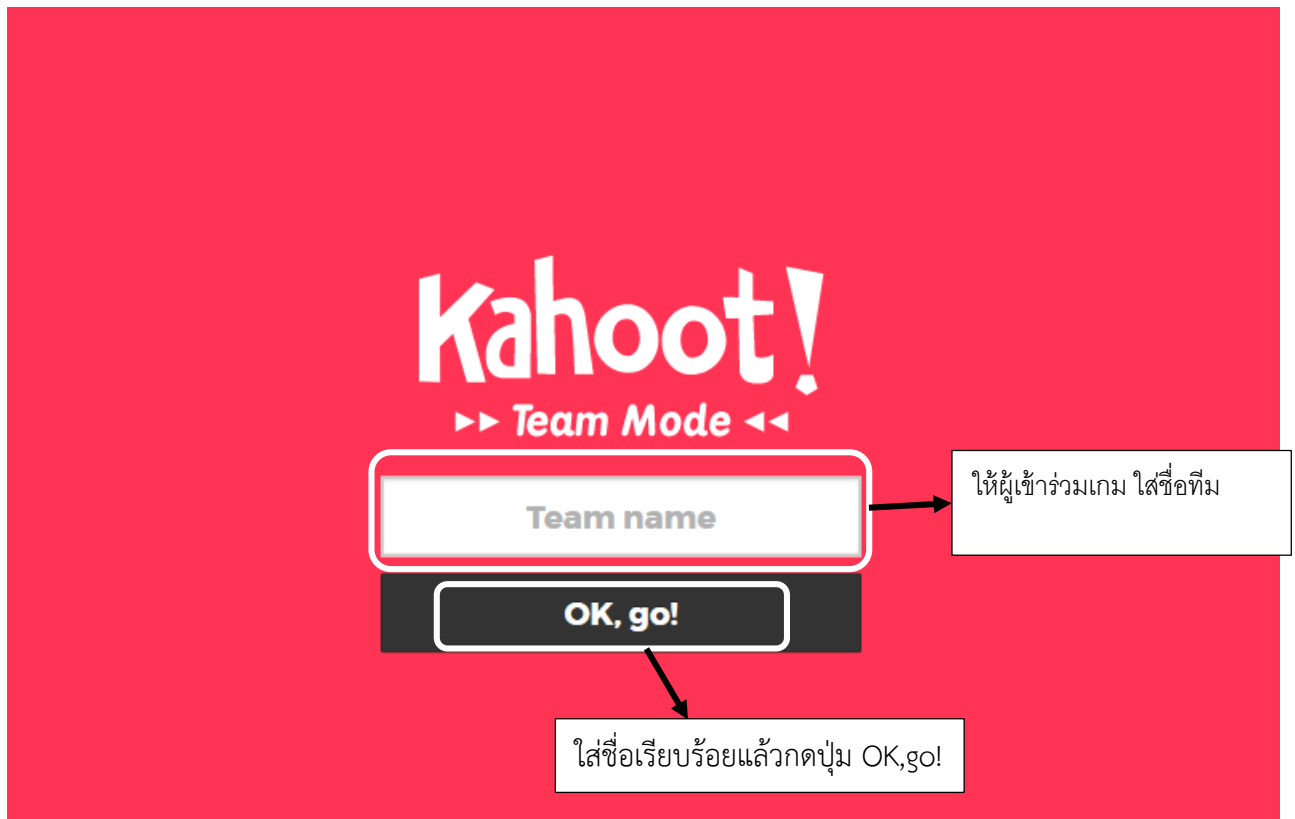 Kahoot!
Team Mode
Team name
ให้ผู้เข้าร่วมเกม ใส่ชื่อทีม
OK, go!
ใส่ชื่อเรียบร้อยแล้วกดปุ่ม OK,go!